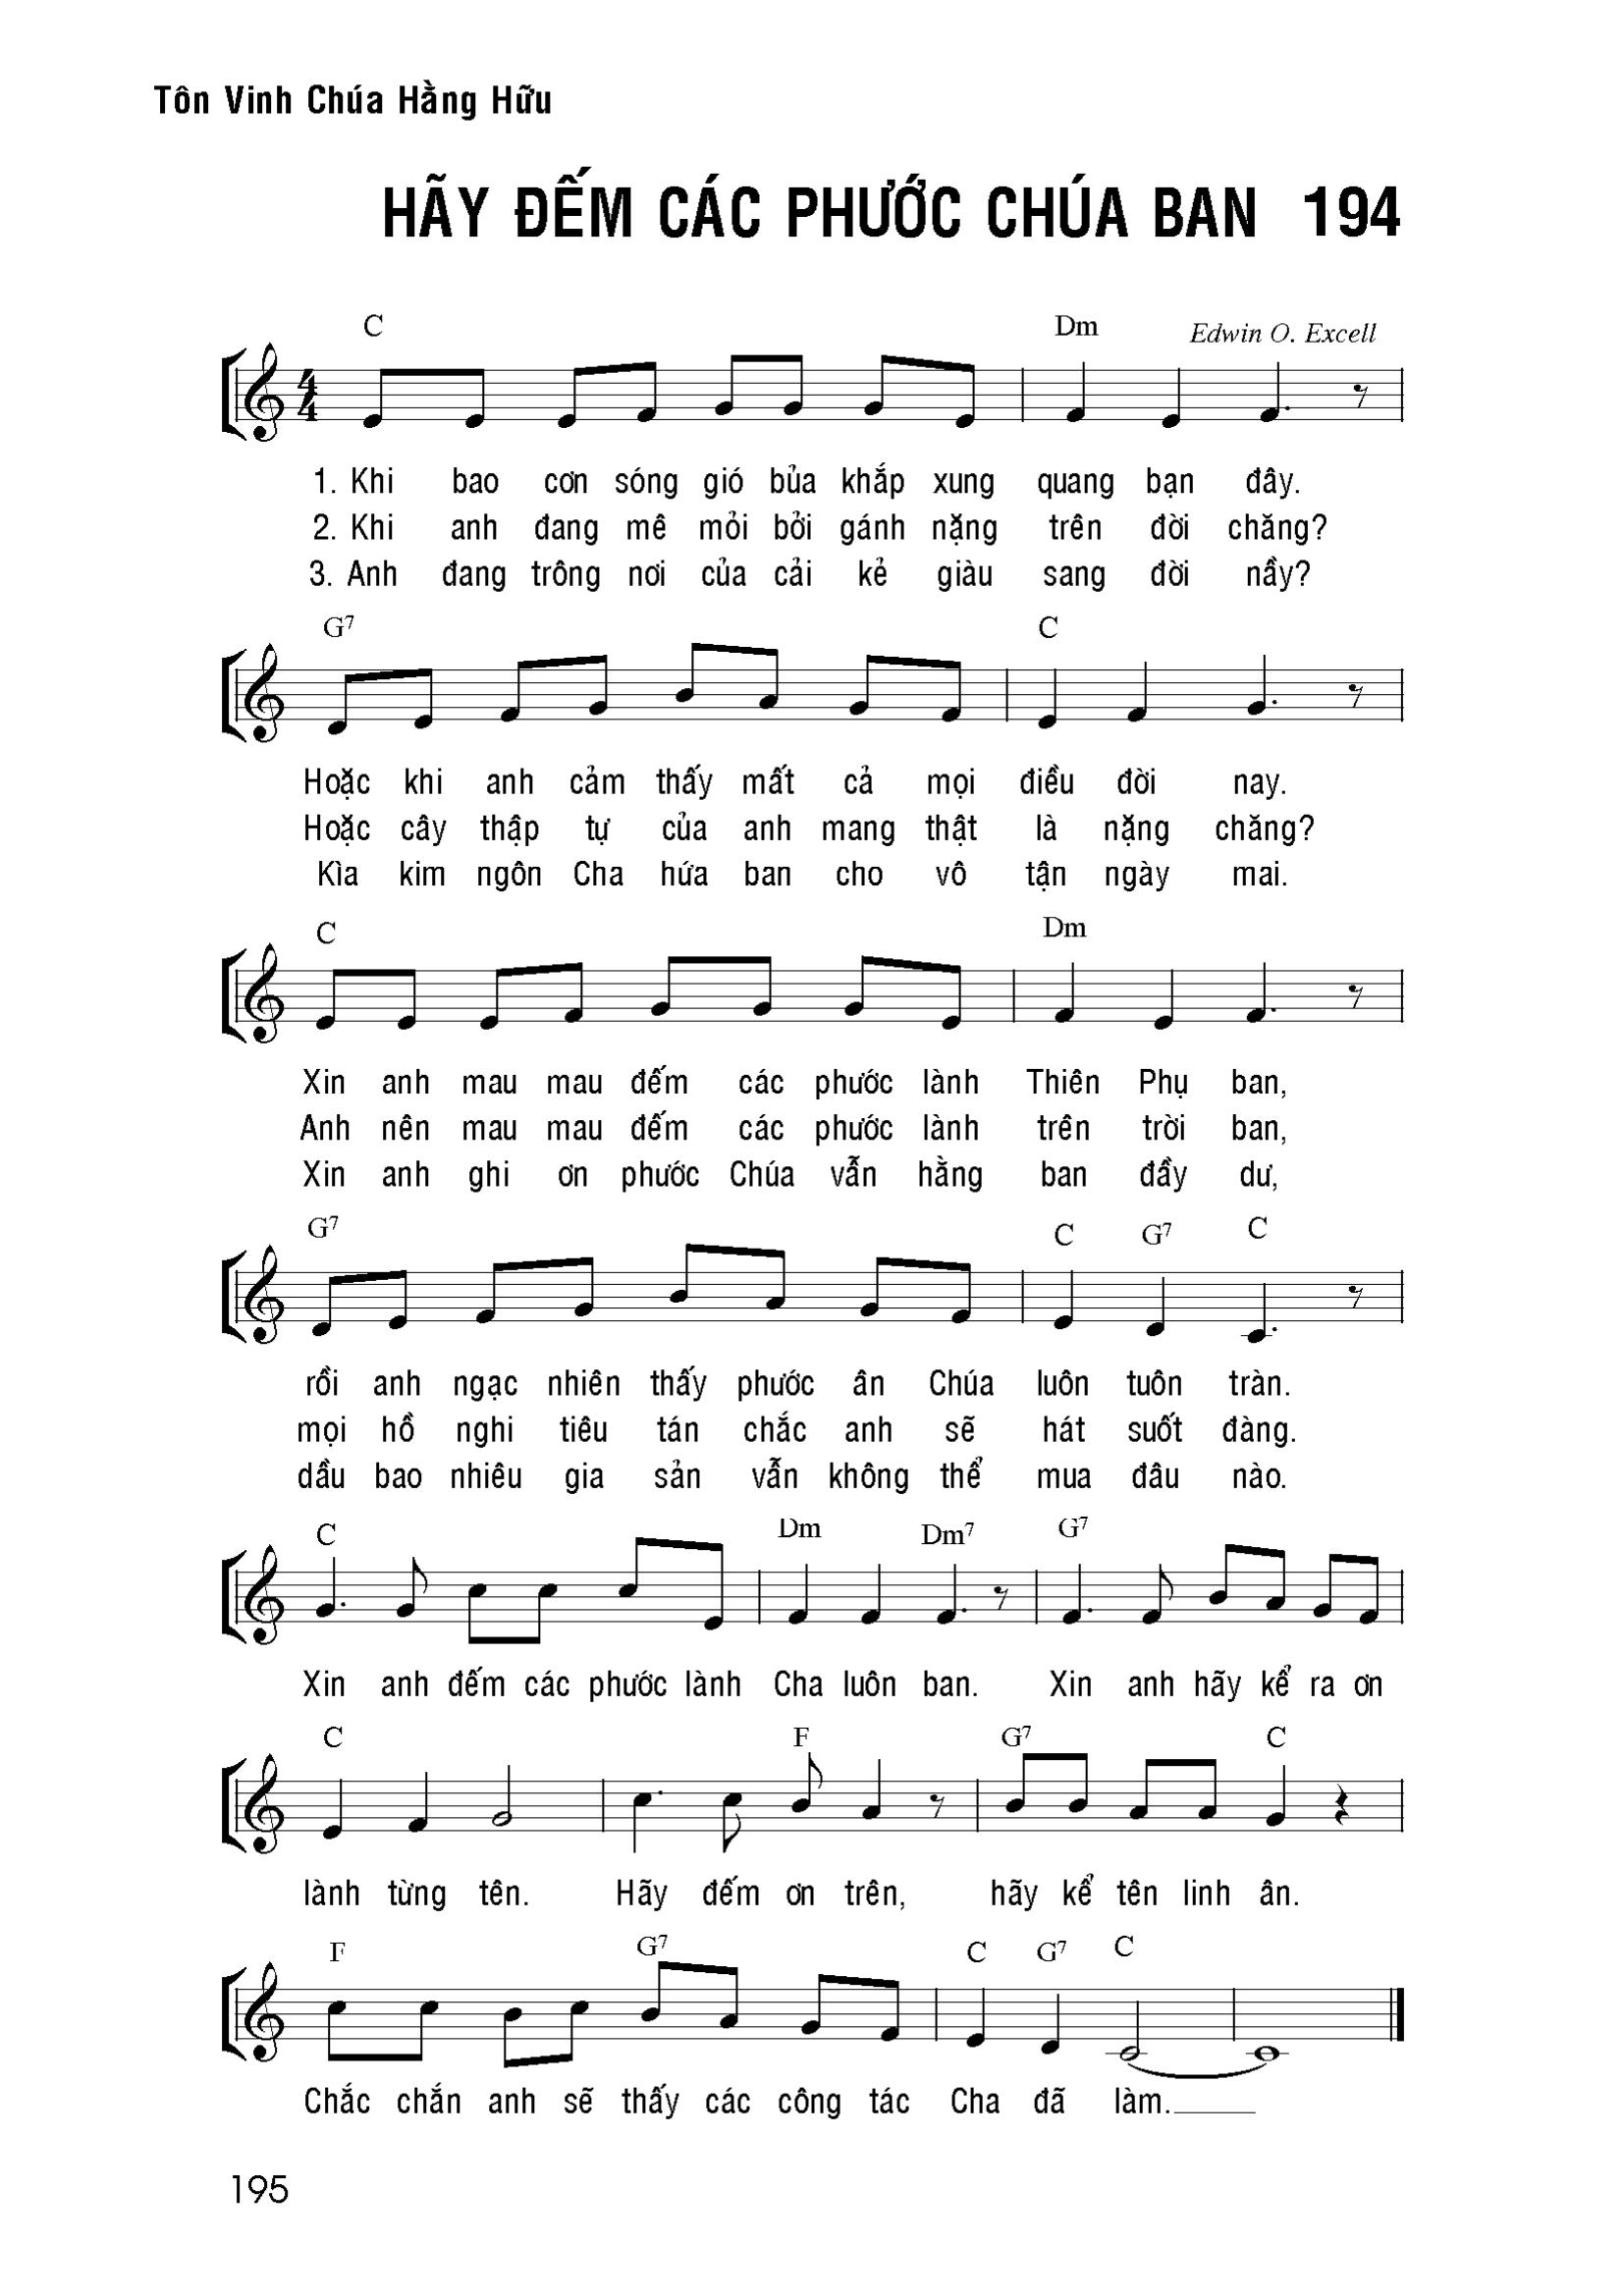 Tôn Vinh Chúa Hằng Hữu
HÃY ĐẾM CÁC PHƯỚC CHÚA BAN 194
C Dm Edwin O. Excell
1. Khi bao cơn sóng gió bủa khắp xung quang bạn đây.
2. Khi anh đang mê mỏi bởi gánh nặng trên đời chăng?
3. Anh đang trông nơi của cải kẻ giàu sang đời nầy?
G7 C
Hoặc khi anh cảm thấy mất cả mọi điều đời nay.
Hoặc cây thập tự của anh mang thật là nặng chăng?
Kìa kim ngôn Cha hứa ban cho vô tận ngày mai.
C Dm
Xin anh mau mau đếm các phước lành Thiên Phụ ban,
Anh nên mau mau đếm các phước lành trên trời ban,
Xin anh ghi ơn phước Chúa vẫn hằng ban đầy dư,
G7 C G7 C
rồi anh ngạc nhiên thấy phước ân Chúa luôn tuôn tràn.
mọi hồ nghi tiêu tán chắc anh sẽ hát suốt đàng.
dầu bao nhiêu gia sản vẫn không thể mua đâu nào.
C Dm Dm7 G7
Xin anh đếm các phước lành Cha luôn ban. Xin anh hãy kể ra ơn
C F G7 C
lành từng tên. Hãy đếm ơn trên, hãy kể tên linh ân.
F G7 C G7 C
Chắc chắn anh sẽ thấy các công tác Cha đã làm.
195